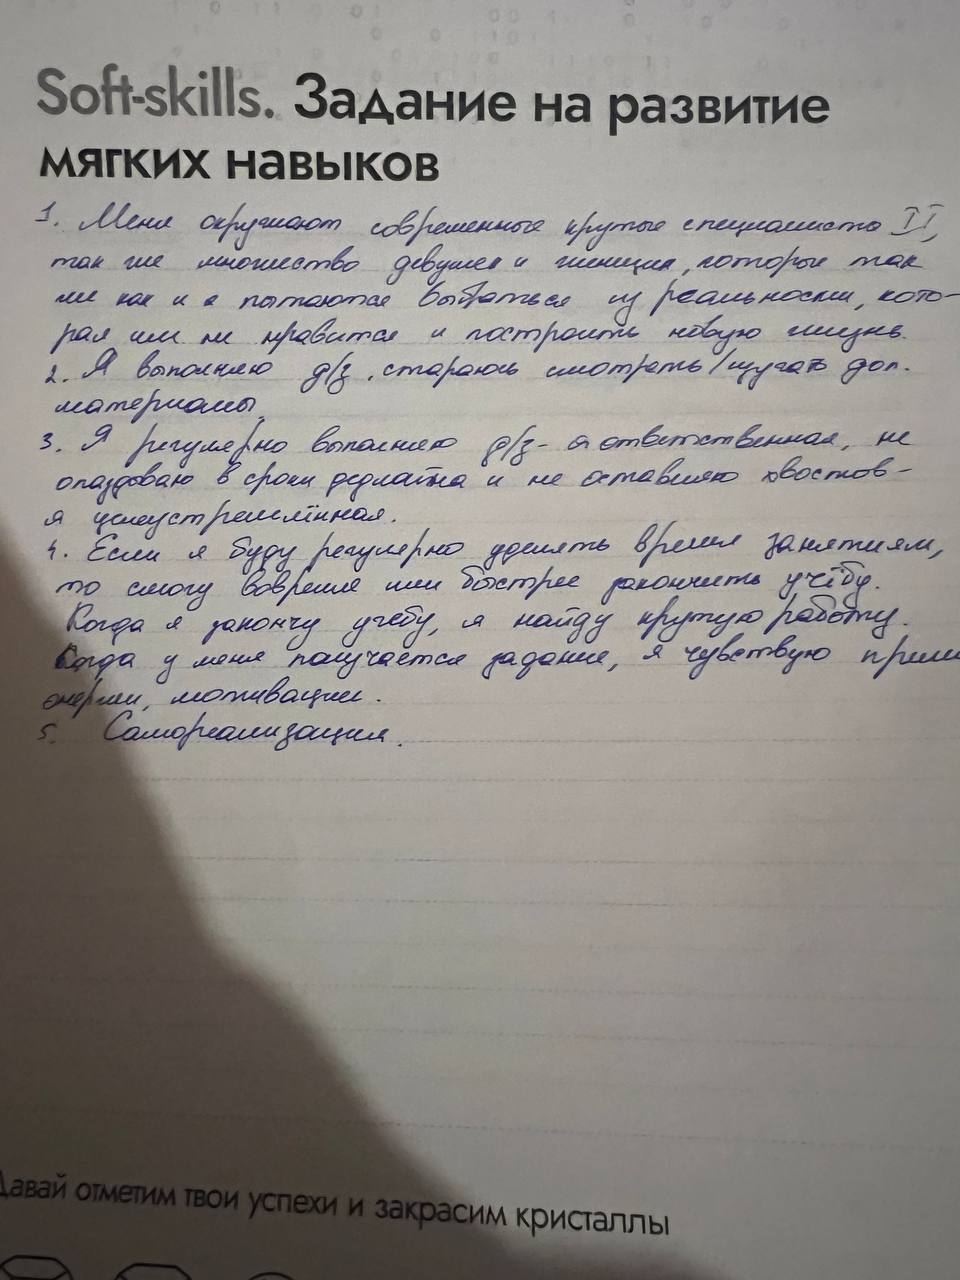 Soft-skills. Задание на развитие
мягких навыков
1. Меня окружают современные крутые специалисты IT,
так же множество девушек и женщин, которые так
же как и я пытаются выбраться из реальности, кото-
рая им не нравится и построить новую жизнь.
2. Я выполняю д/з, стараюсь смотреть/изучать доп.
материалы.
3. Я регулярно выполняю д/з - я ответственная, не
опаздываю в сроки дедлайна и не оставляю хвостов -
я целеустремлённая.
4. Если я буду регулярно уделять время занятиям,
то смогу вовремя или быстрее закончить учёбу.
Когда я закончу учёбу, я найду крутую работу.
Когда у меня получается задание, я чувствую
энергии, мотивации.
5. Самореализация.
Давай отметим твои успехи и закрасим кристаллы